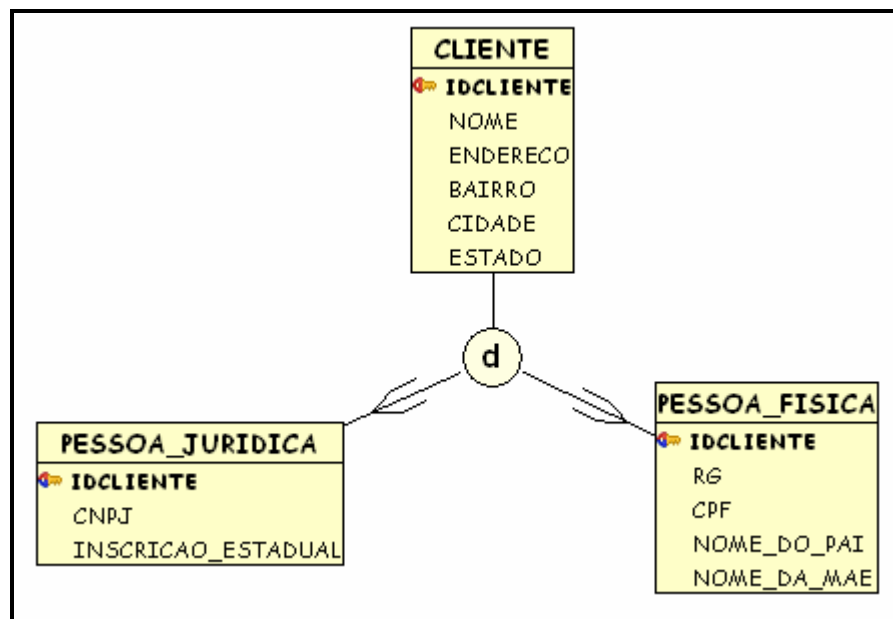 CLIENTE
IDCLIENTE
NOME
ENDERECO
BAIRRO
CIDADE
ESTADO
d
PESSOA_JURIDICA
IDCLIENTE
CNPJ
INSCRICAO_ESTADUAL
PESSOA_FISICA
IDCLIENTE
RG
CPF
NOME_DO_PAI
NOME_DA_MAE